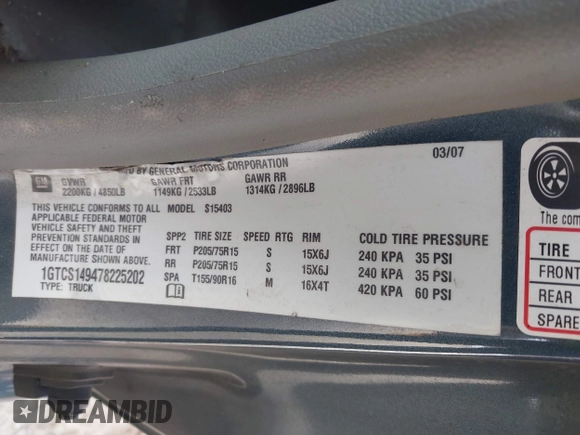 D BY GENERAL MOTORS CORPORATION 03/07
GM GVWR GAWR FRT GAWR RR
2200KG / 4850LB 1149KG / 2533LB 1314KG / 2896LB
THIS VEHICLE CONFORMS TO ALL MODEL S15403
APPLICABLE FEDERAL MOTOR
VEHICLE SAFETY AND THEFT
PREVENTION STANDARDS IN
EFFECT ON THE DATE OF
MANUFACTURE SHOWN ABOVE.
1GTCS149478225202
TYPE: TRUCK
SPP2 TIRE SIZE SPEED RTG RIM COLD TIRE PRESSURE
FRT P205/75R15 S 15X6J 240 KPA 35 PSI
RR P205/75R15 S 15X6J 240 KPA 35 PSI
SPA T155/90R16 M 16X4T 420 KPA 60 PSI
The com
TIRE
FRONT
REAR
SPARE
DREAMBID